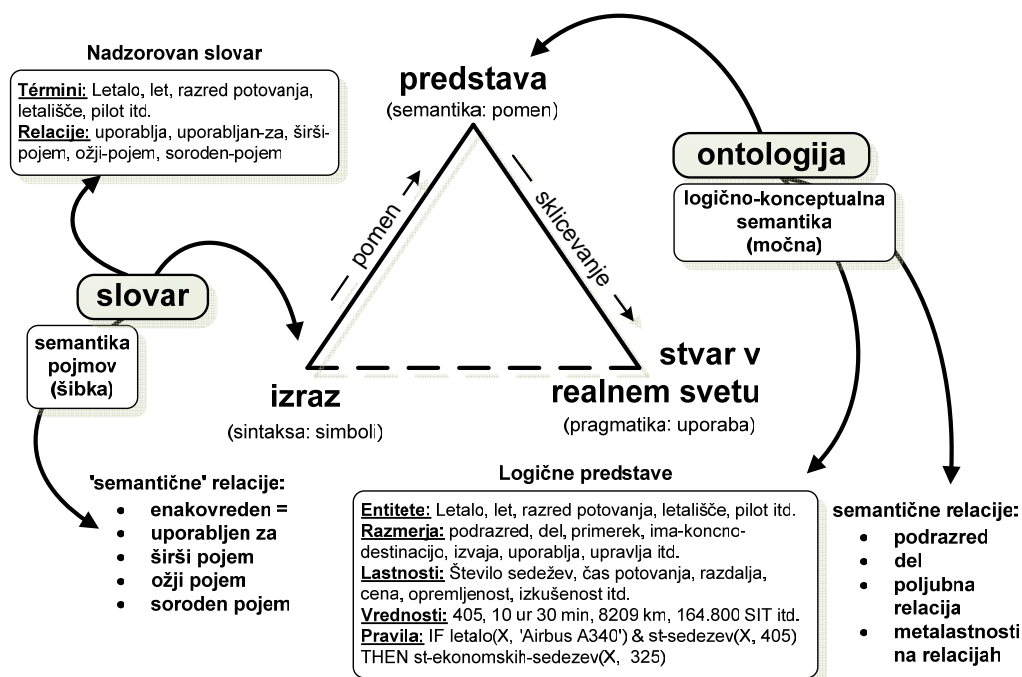 Nadzorovan slovar
Términi: Letalo, let, razred potovanja,
letališče, pilot itd.
Relacije: uporablja, uporabljan-za, širši-
pojem, ožji-pojem, soroden-pojem
predstava
(semantika: pomen)
ontologija
logično-konceptualna
semantika
(močna)
pomen
sklicevanje
slovar
semantika
pojmov
(šibka)
izraz
(sintaksa: simboli)
stvar v
realnem svetu
(pragmatika: uporaba)
'semantične' relacije:
• enakovreden =
• uporabljen za
• širši pojem
• ožji pojem
• soroden pojem
Logične predstave
Entitete: Letalo, let, razred potovanja, letališče, pilot itd.
Razmerja: podrazred, del, primerek, ima-končno-
destinacijo, izvaja, uporablja, upravlja itd.
Lastnosti: Število sedežev, čas potovanja, razdalja,
cena, opremljenost, izkušenost itd.
Vrednosti: 405, 10 ur 30 min, 8209 km, 164.800 SIT itd.
Pravila: IF letalo(X, 'Airbus A340') & st-sedezev(X, 405)
THEN st-ekonomskih-sedezev(X, 325)
semantične relacije:
• podrazred
• del
• poljubna
relacija
• metalastnosti
na relacijah